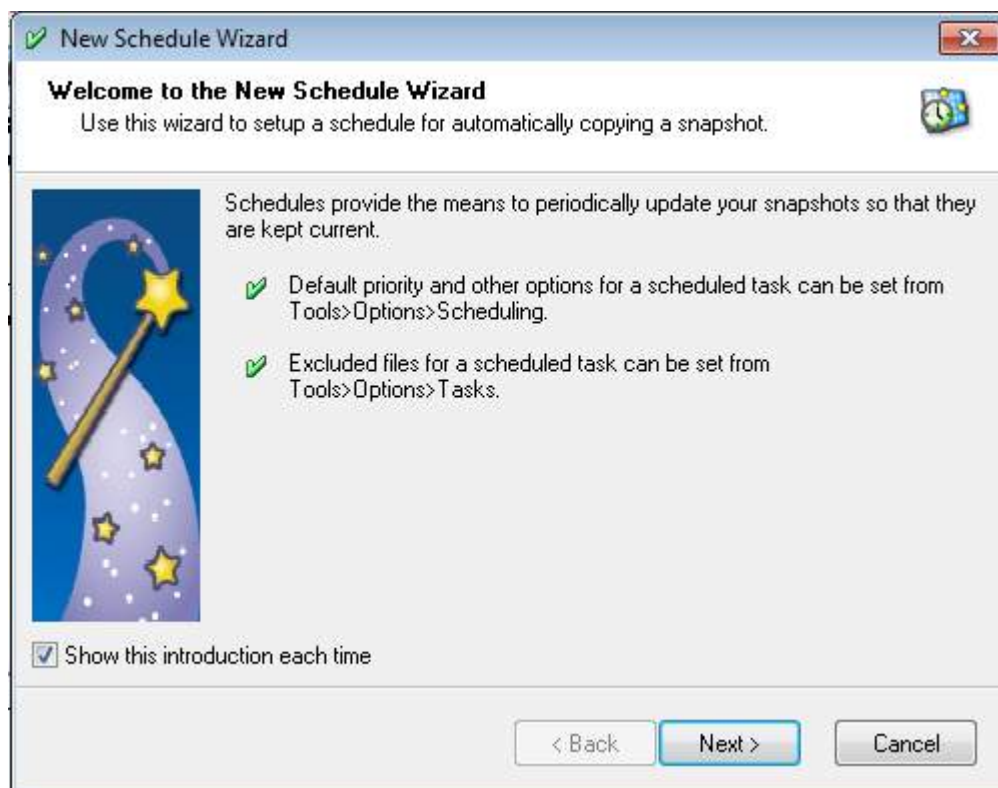 New Schedule Wizard
Welcome to the New Schedule Wizard
Use this wizard to setup a schedule for automatically copying a snapshot.
Schedules provide the means to periodically update your snapshots so that they
are kept current.
Default priority and other options for a scheduled task can be set from
Tools>Options>Scheduling.
Excluded files for a scheduled task can be set from
Tools>Options>Tasks.
Show this introduction each time
< Back
Next >
Cancel